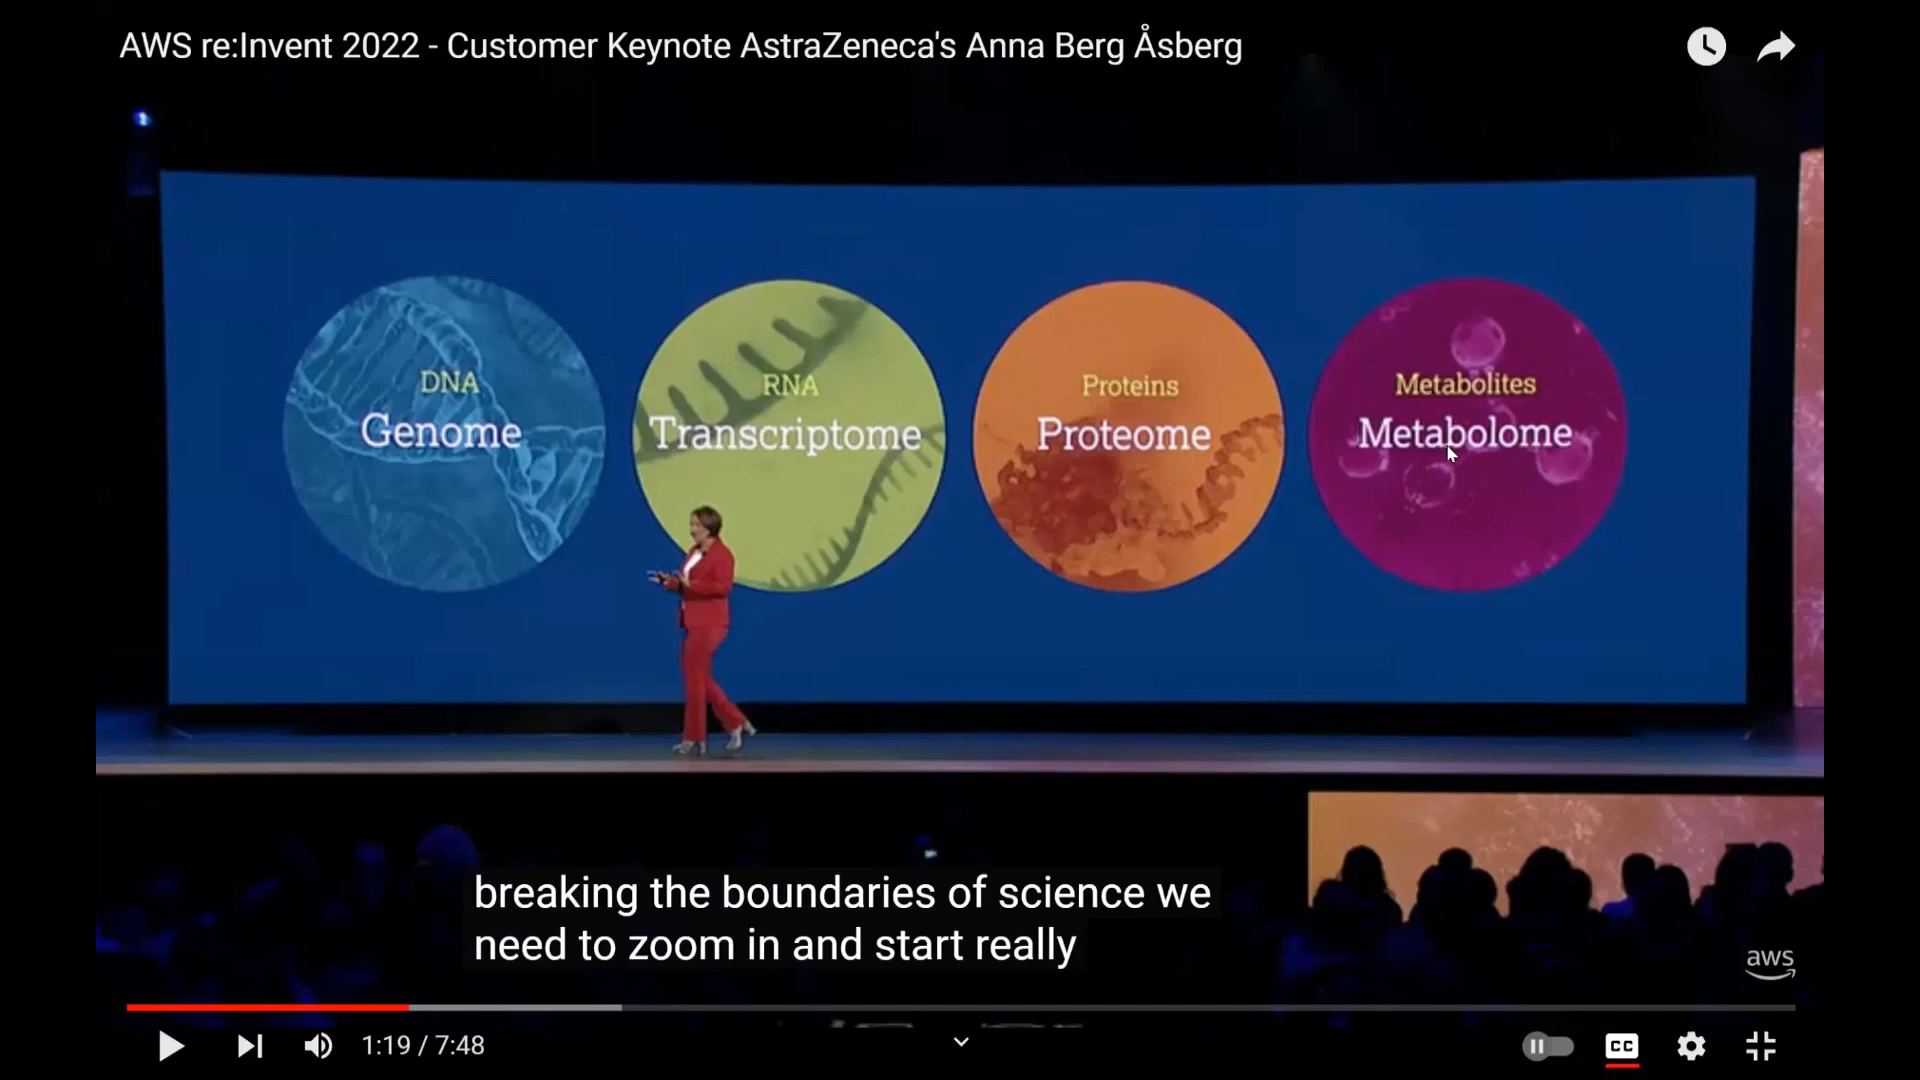 AWS re:Invent 2022 - Customer Keynote AstraZeneca's Anna Berg Åsberg
DNA
Genome
RNA
Transcriptome
Proteins
Proteome
Metabolites
Metabolome
breaking the boundaries of science we
need to zoom in and start really
aws
1:19 / 7:48
CC